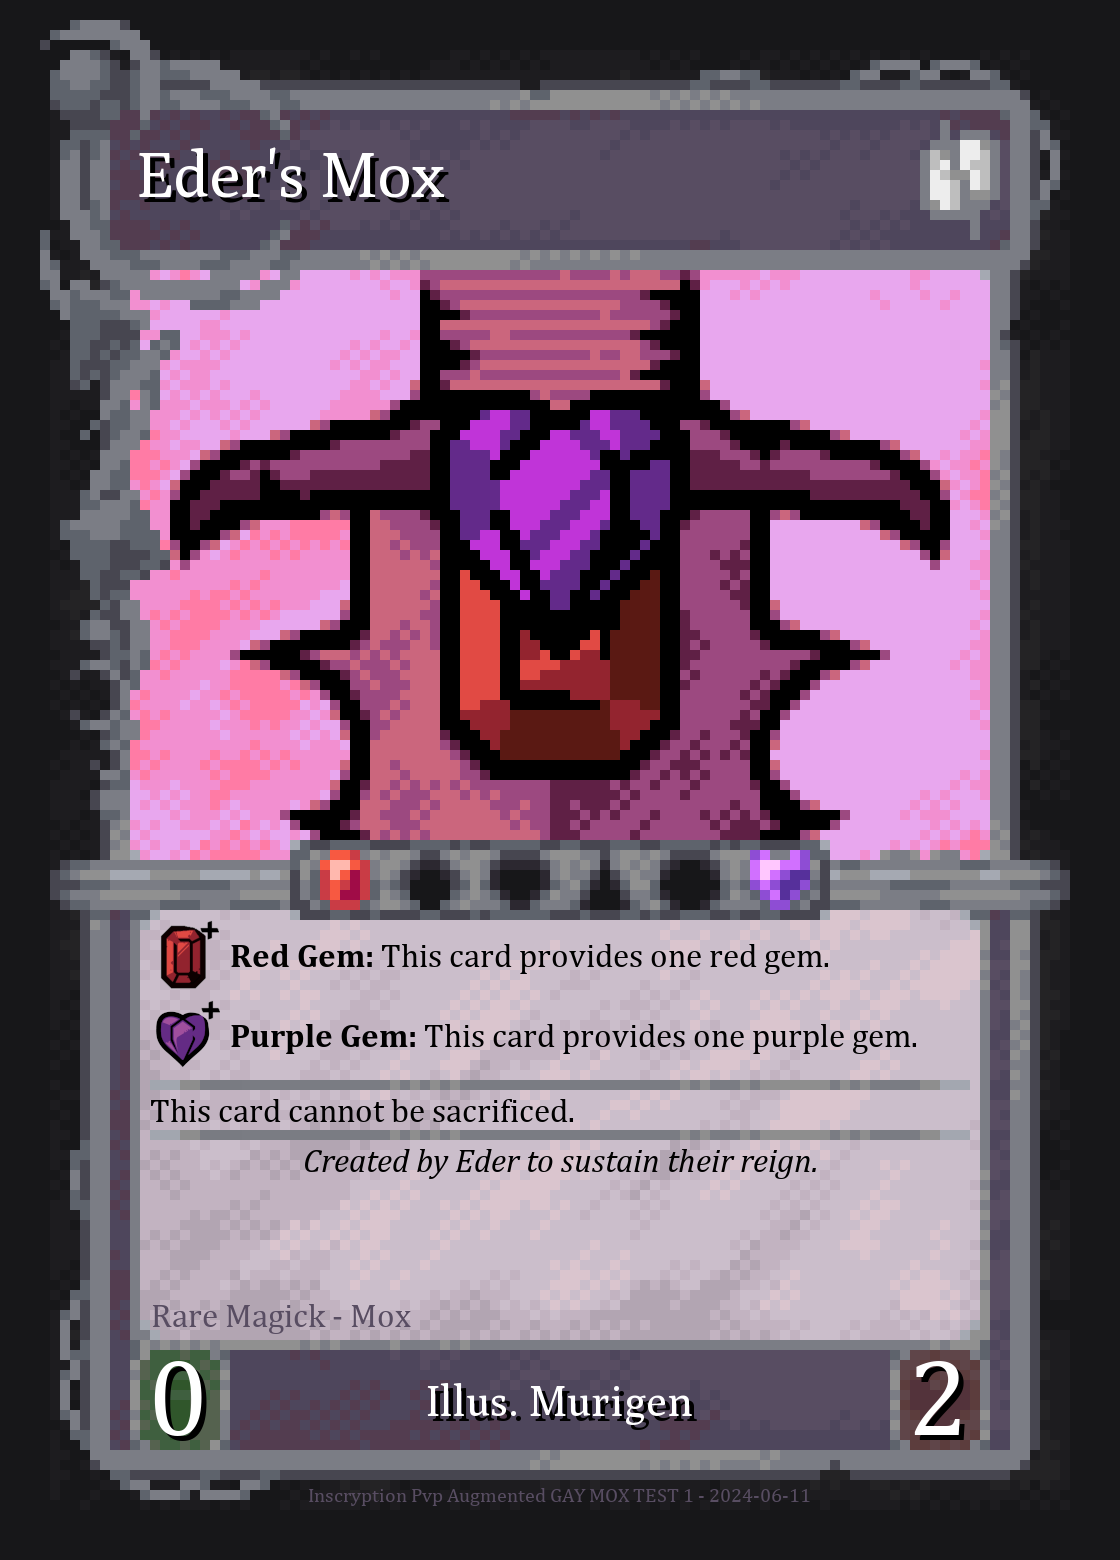 Eder's Mox
Red Gem: This card provides one red gem.
Purple Gem: This card provides one purple gem.
This card cannot be sacrificed.
Created by Eder to sustain their reign.
Rare Magick - Mox
0
Illus. Murigen
2
Inscryption Pvp Augmented GAY MOX TEST 1 - 2024-06-11